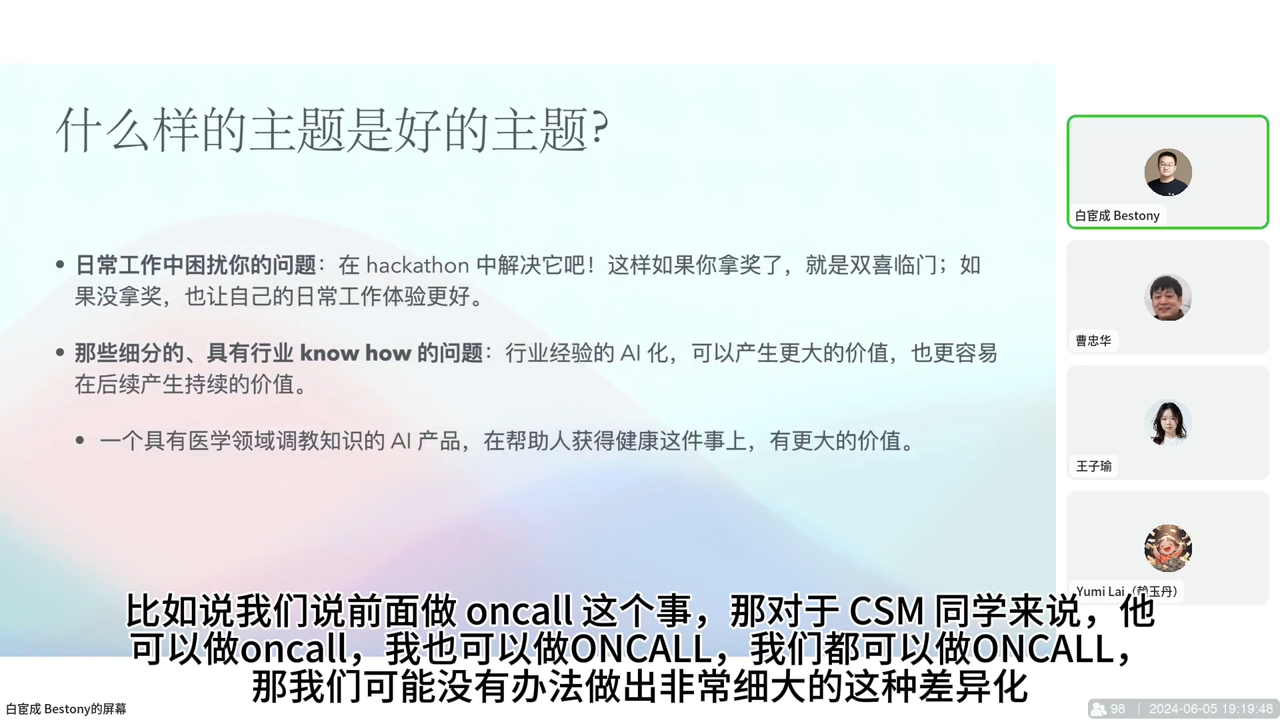 什么样的主题是好的主题?
• 日常工作中困扰你的问题：在 hackathon 中解决它吧！这样如果你拿奖了，就是双喜临门；如
果没拿奖，也让自己的日常工作体验更好。
• 那些细分的、具有行业 know how 的问题：行业经验的 AI 化，可以产生更大的价值，也更容易
在后续产生持续的价值。
• 一个具有医学领域调教知识的 AI 产品，在帮助人获得健康这件事上，有更大的价值。
白宦成 Bestony
曹忠华
王子瑜
Yumi Lai（赖玉丹）
比如说我们说前面做 oncall 这个事，那对于 CSM 同学来说，他
可以做oncall，我也可以做ONCALL，我们都可以做ONCALL，
那我们可能没有办法做出非常细大的这种差异化
白宦成 Bestony的屏幕
98 | 2024-06-05 19:19:48